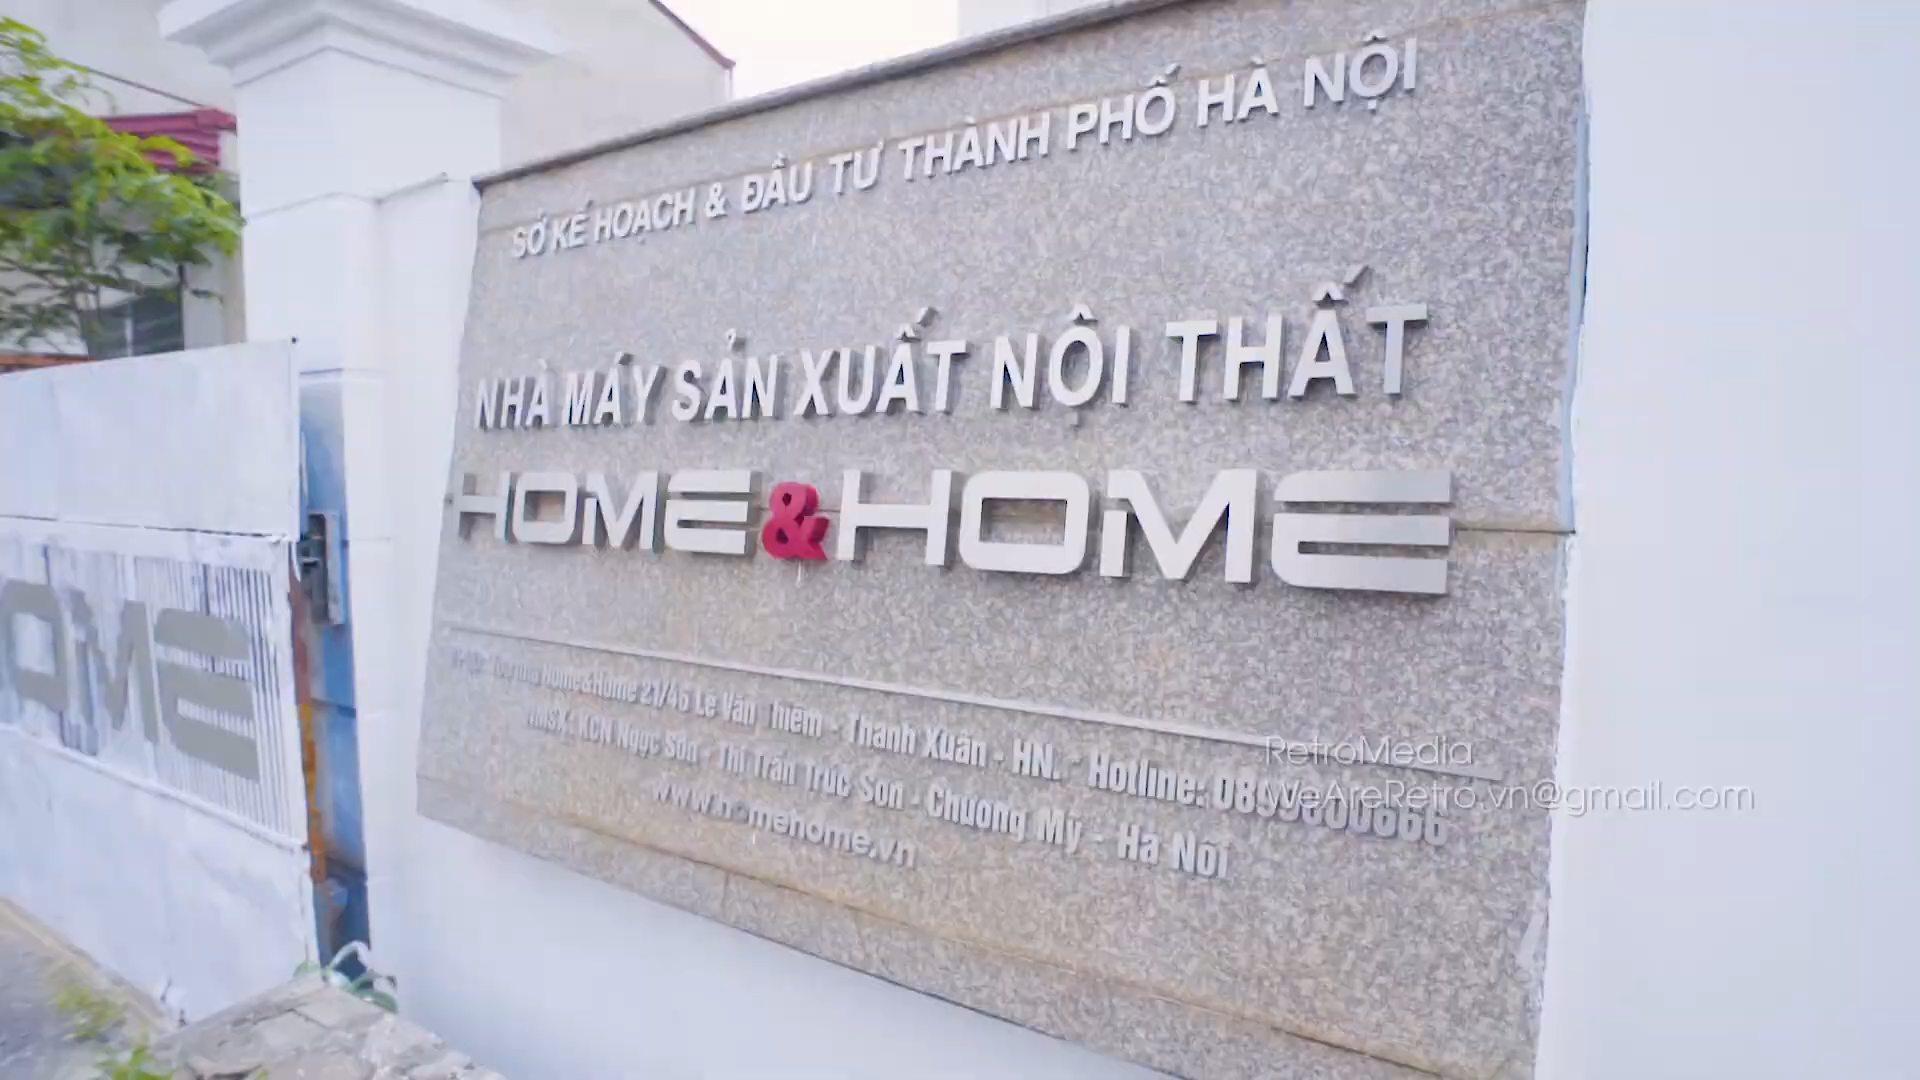 SỞ KẾ HOẠCH & ĐẦU TƯ THÀNH PHỐ HÀ NỘI
NHÀ MÁY SẢN XUẤT NỘI THẤT
HOME&HOME
Home&Home 21/45 Lê Văn Thiêm - Thanh Xuân - HN. - Hotline:
NMSX: KCN Ngọc Sơn - Thị Trấn Trúc Sơn - Chương Mỹ - Hà Nội
www.homehome.vn
OME
RetroMedia
WeAreRetro.vn@gmail.com